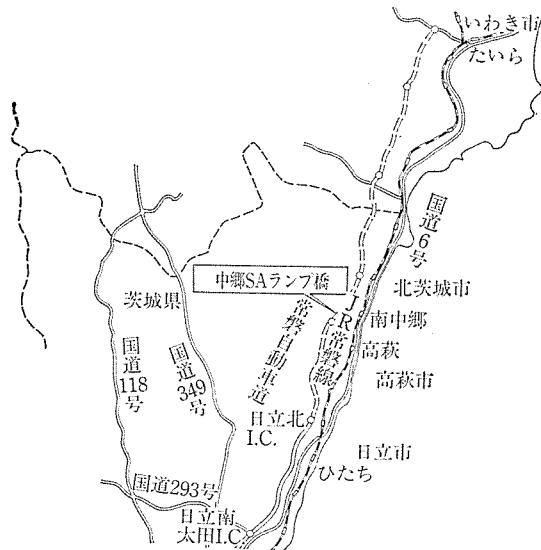 いわき市
たいら
国道6号
中郷SAランプ橋
茨城県
常磐自動車道
JR常磐線
北茨城市
南中郷
高萩
高萩市
国道118号
国道349号
日立北
I.C.
日立市
ひたち
国道293号
日立南
太田I.C.